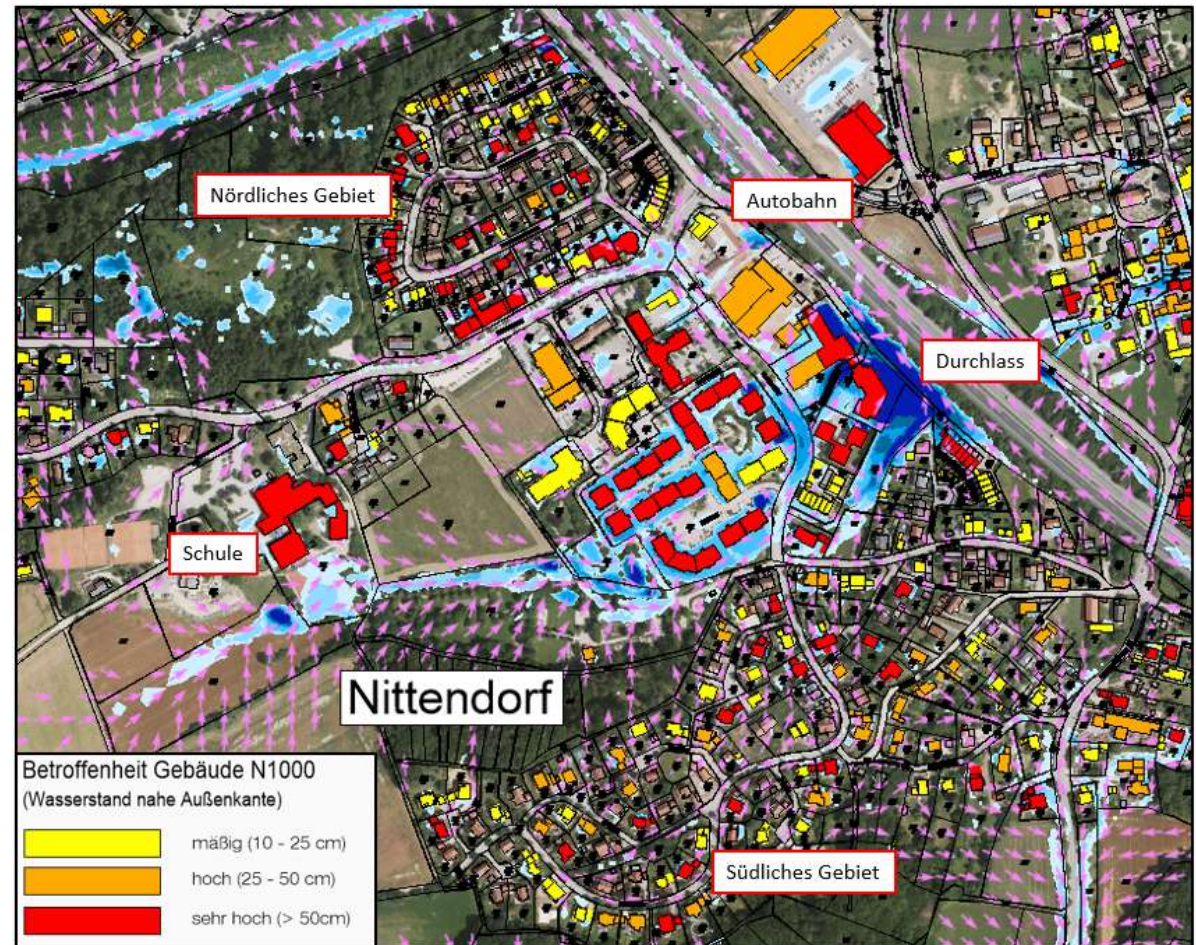 Nördliches Gebiet
Autobahn
Durchlass
Schule
Nittendorf
Südliches Gebiet
Betroffenheit Gebäude N1000
(Wasserstand nahe Außenkante)
mäßig (10 - 25 cm)
hoch (25 - 50 cm)
sehr hoch (> 50cm)